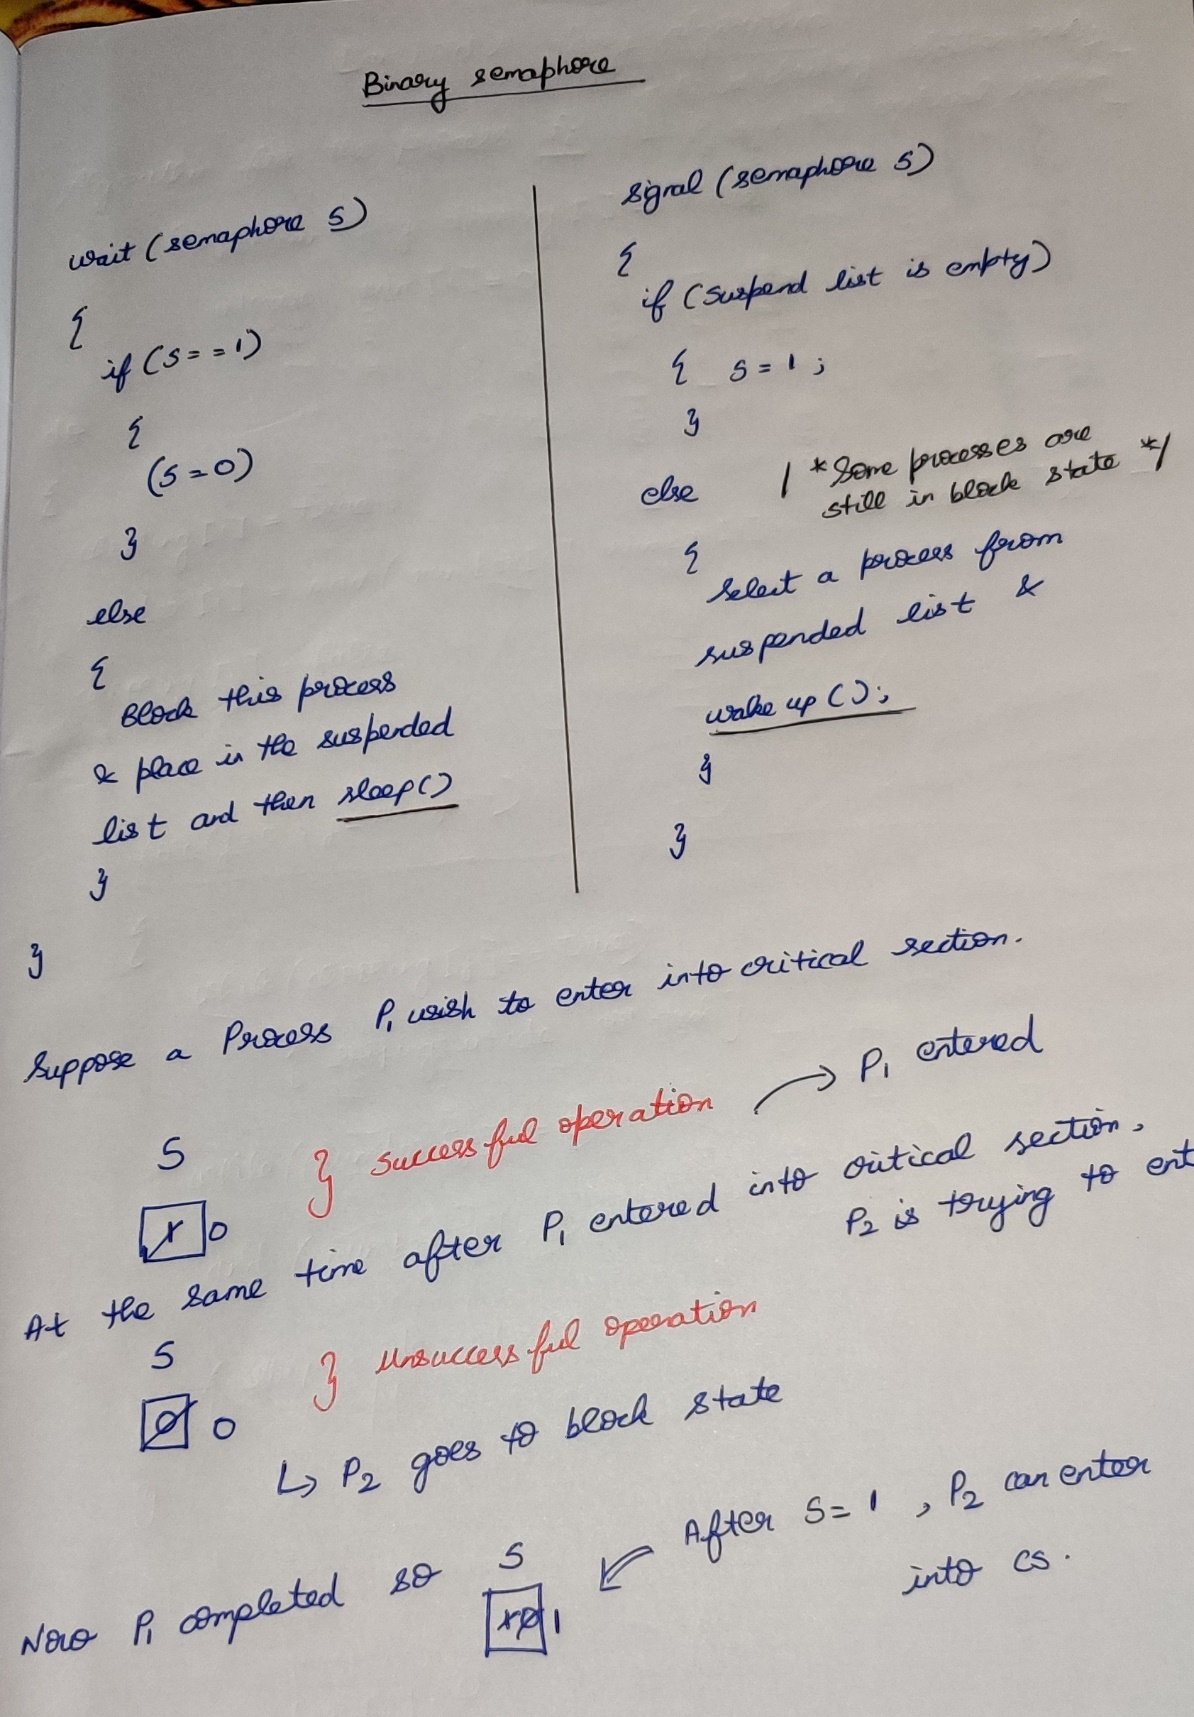 Binary semaphore
wait (semaphore S)
{
if (S==1)
{
(S=0)
}
else
{
Block this process
& place in the suspended
list and then sleep()
}
}
signal (semaphore S)
{
if (suspend list is empty)
{ S=1;
}
else /* Some processes are
still in block state */
{
select a process from
suspended list &
wake up();
}
}
Suppose a Process P1 wish to enter into critical section.
S
1 0 } successful operation → P1 entered
At the same time after P1 entered into critical section,
P2 is trying to ent
S
0 0 } unsuccessful operation
↳ P2 goes to block state
Now P1 completed so S
1 0 1
After S=1, P2 can enter
into CS.